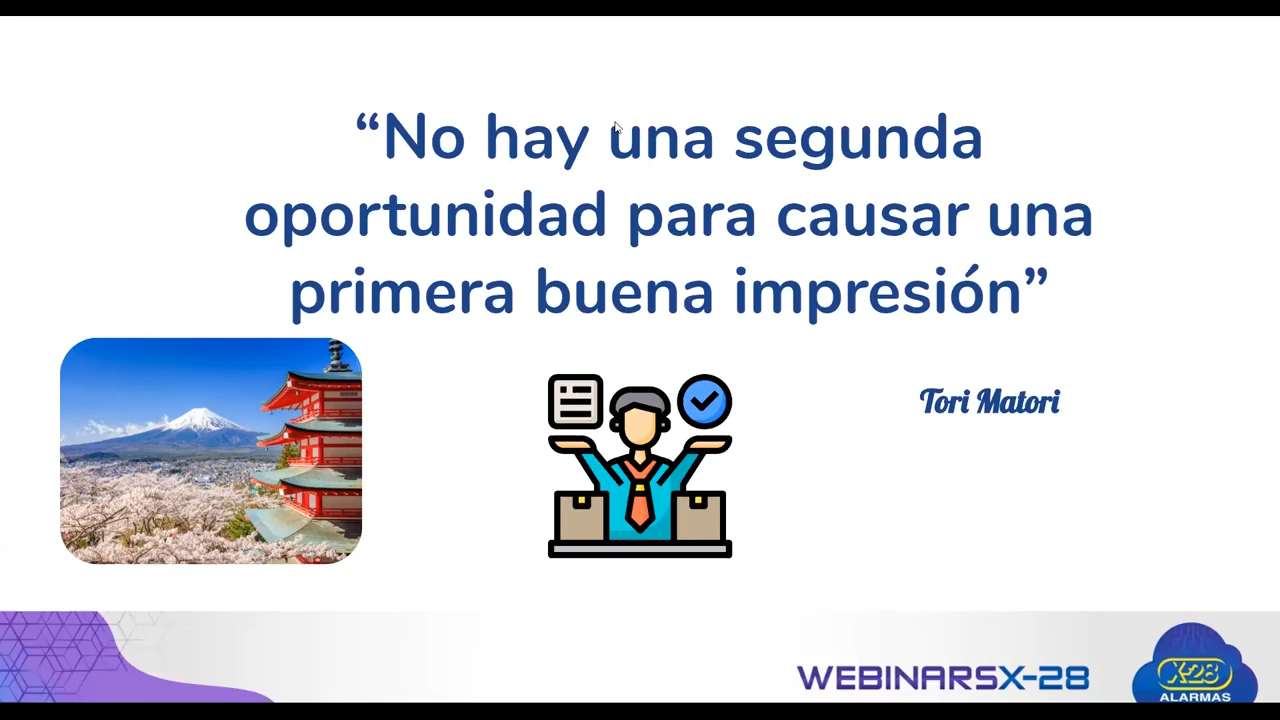 “No hay una segunda
oportunidad para causar una
primera buena impresión”
Tori Matori
WEBINARSX-28
X-28
ALARMAS